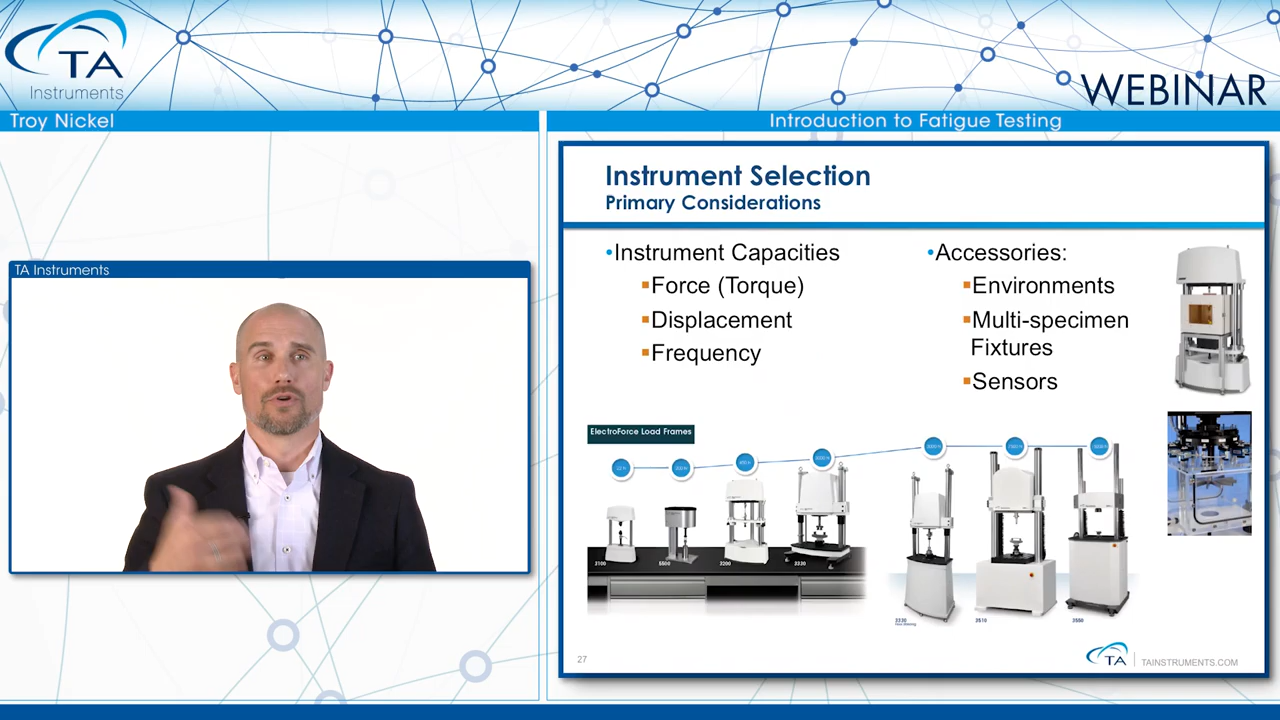 TA
Instruments
WEBINAR
Troy Nickel
Introduction to Fatigue Testing
TA Instruments
Instrument Selection
Primary Considerations
•Instrument Capacities
▪Force (Torque)
▪Displacement
▪Frequency
•Accessories:
▪Environments
▪Multi-specimen
Fixtures
▪Sensors
ElectroForce Load Frames
3100
5500
3200
3330
3330
3510
3550
27
TA
TAINSTRUMENTS.COM